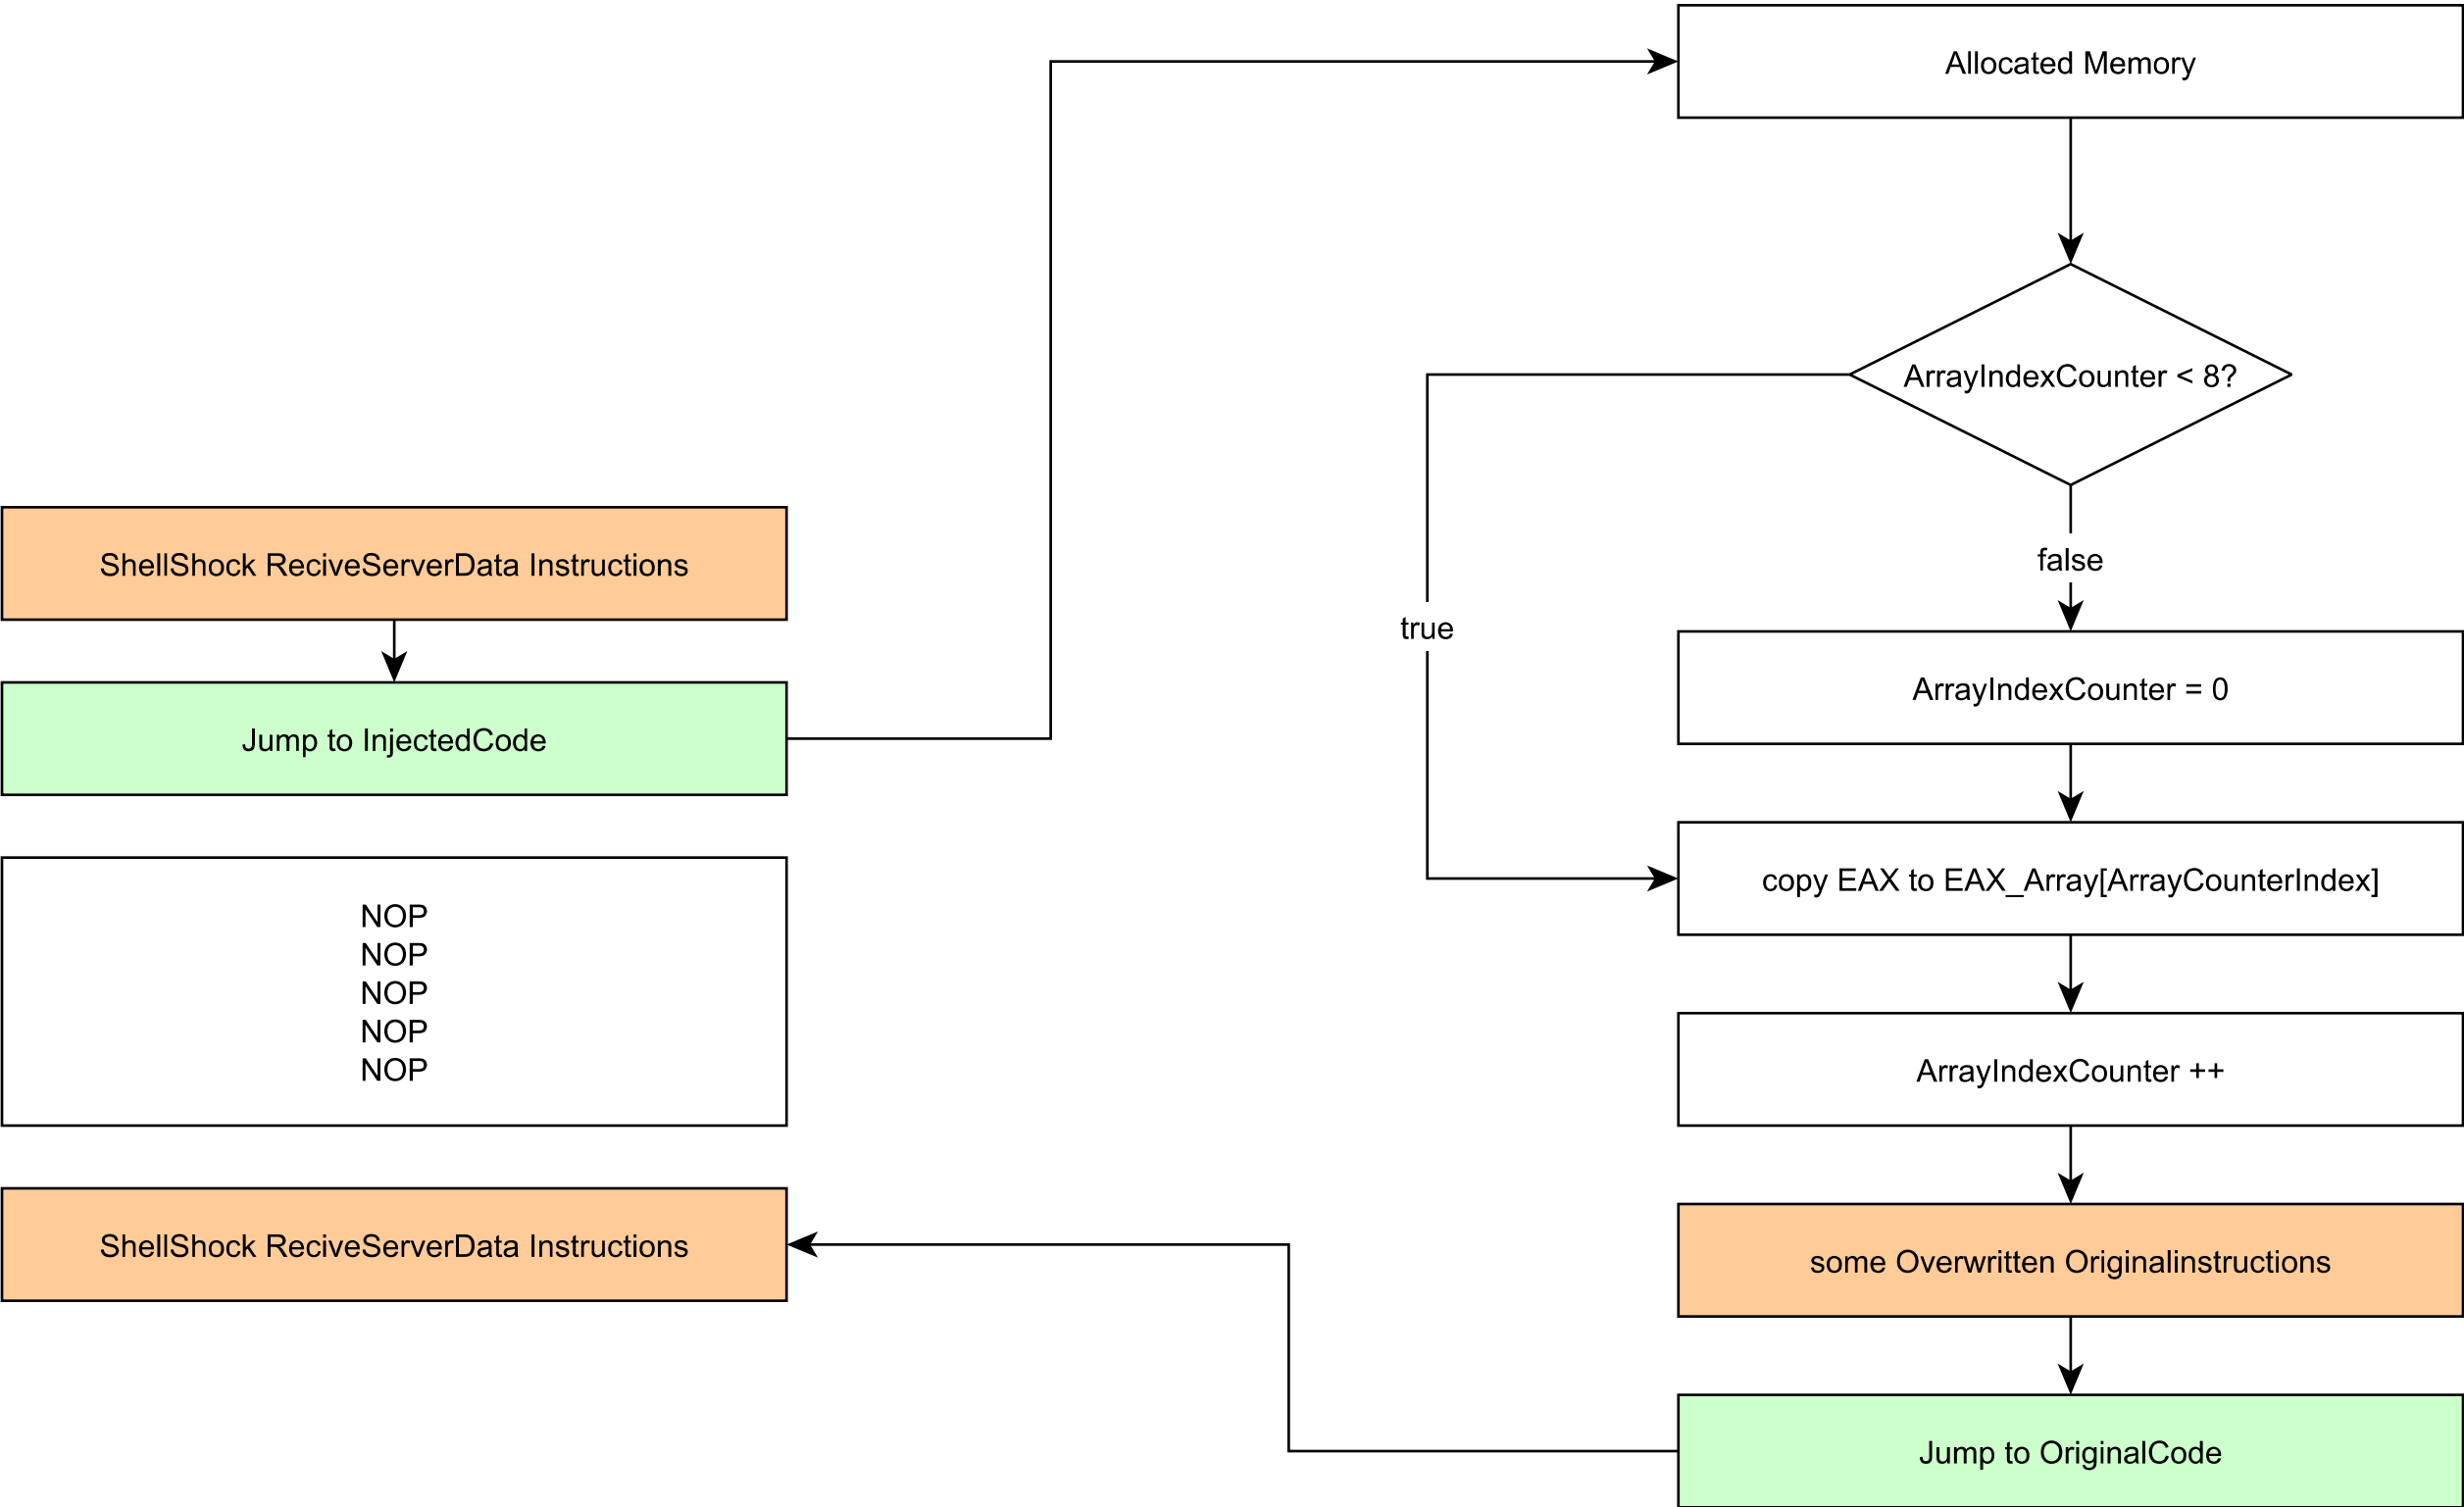 Allocated Memory
ArrayIndexCounter < 8?
ShellShock ReciveServerData Instructions
false
true
ArrayIndexCounter = 0
Jump to InjectedCode
copy EAX to EAX_Array[ArrayCounterIndex]
NOP
NOP
NOP
NOP
NOP
ArrayIndexCounter ++
ShellShock ReciveServerData Instructions
some Overwritten Originalinstructions
Jump to OriginalCode